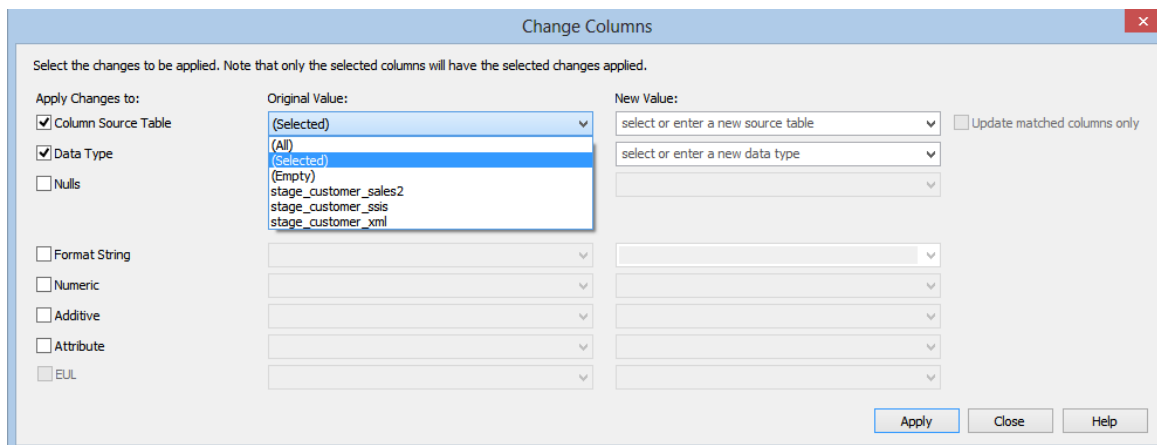 Change Columns
Select the changes to be applied. Note that only the selected columns will have the selected changes applied.
Apply Changes to: Original Value: New Value:
Column Source Table (Selected) select or enter a new source table Update matched columns only
(All)
Data Type (Selected) select or enter a new data type
(Empty)
Nulls stage_customer_sales2
stage_customer_ssis
stage_customer_xml
Format String
Numeric
Additive
Attribute
EUL
Apply Close Help